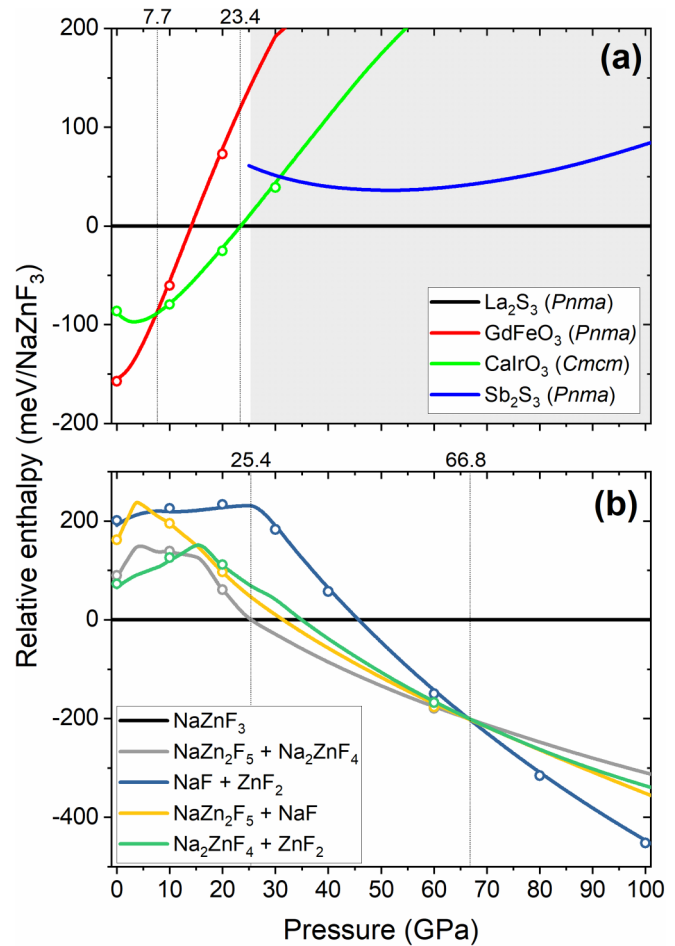 7.7 23.4
200
(a)
100
0
-100
-200
La₂S₃ (Pnma)
GdFeO₃ (Pnma)
CaIrO₃ (Cmcm)
Sb₂S₃ (Pnma)
Relative enthalpy (meV/NaZnF₃)
25.4 66.8
(b)
200
0
-200
-400
NaZnF₃
NaZn₂F₅ + Na₂ZnF₄
NaF + ZnF₂
NaZn₂F₅ + NaF
Na₂ZnF₄ + ZnF₂
0 10 20 30 40 50 60 70 80 90 100
Pressure (GPa)